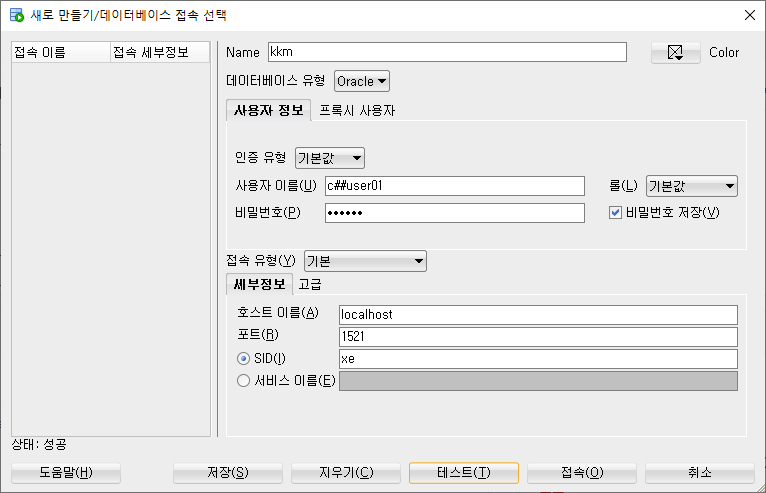 새로 만들기/데이터베이스 접속 선택
접속 이름 접속 세부정보
Name kkm Color
데이터베이스 유형 Oracle
사용자 정보 프록시 사용자
인증 유형 기본값
사용자 이름(U) c##user01 롤(L) 기본값
비밀번호(P) •••••• 비밀번호 저장(V)
접속 유형(Y) 기본
세부정보 고급
호스트 이름(A) localhost
포트(R) 1521
SID(I) xe
서비스 이름(E)
상태: 성공
도움말(H) 저장(S) 지우기(C) 테스트(T) 접속(O) 취소